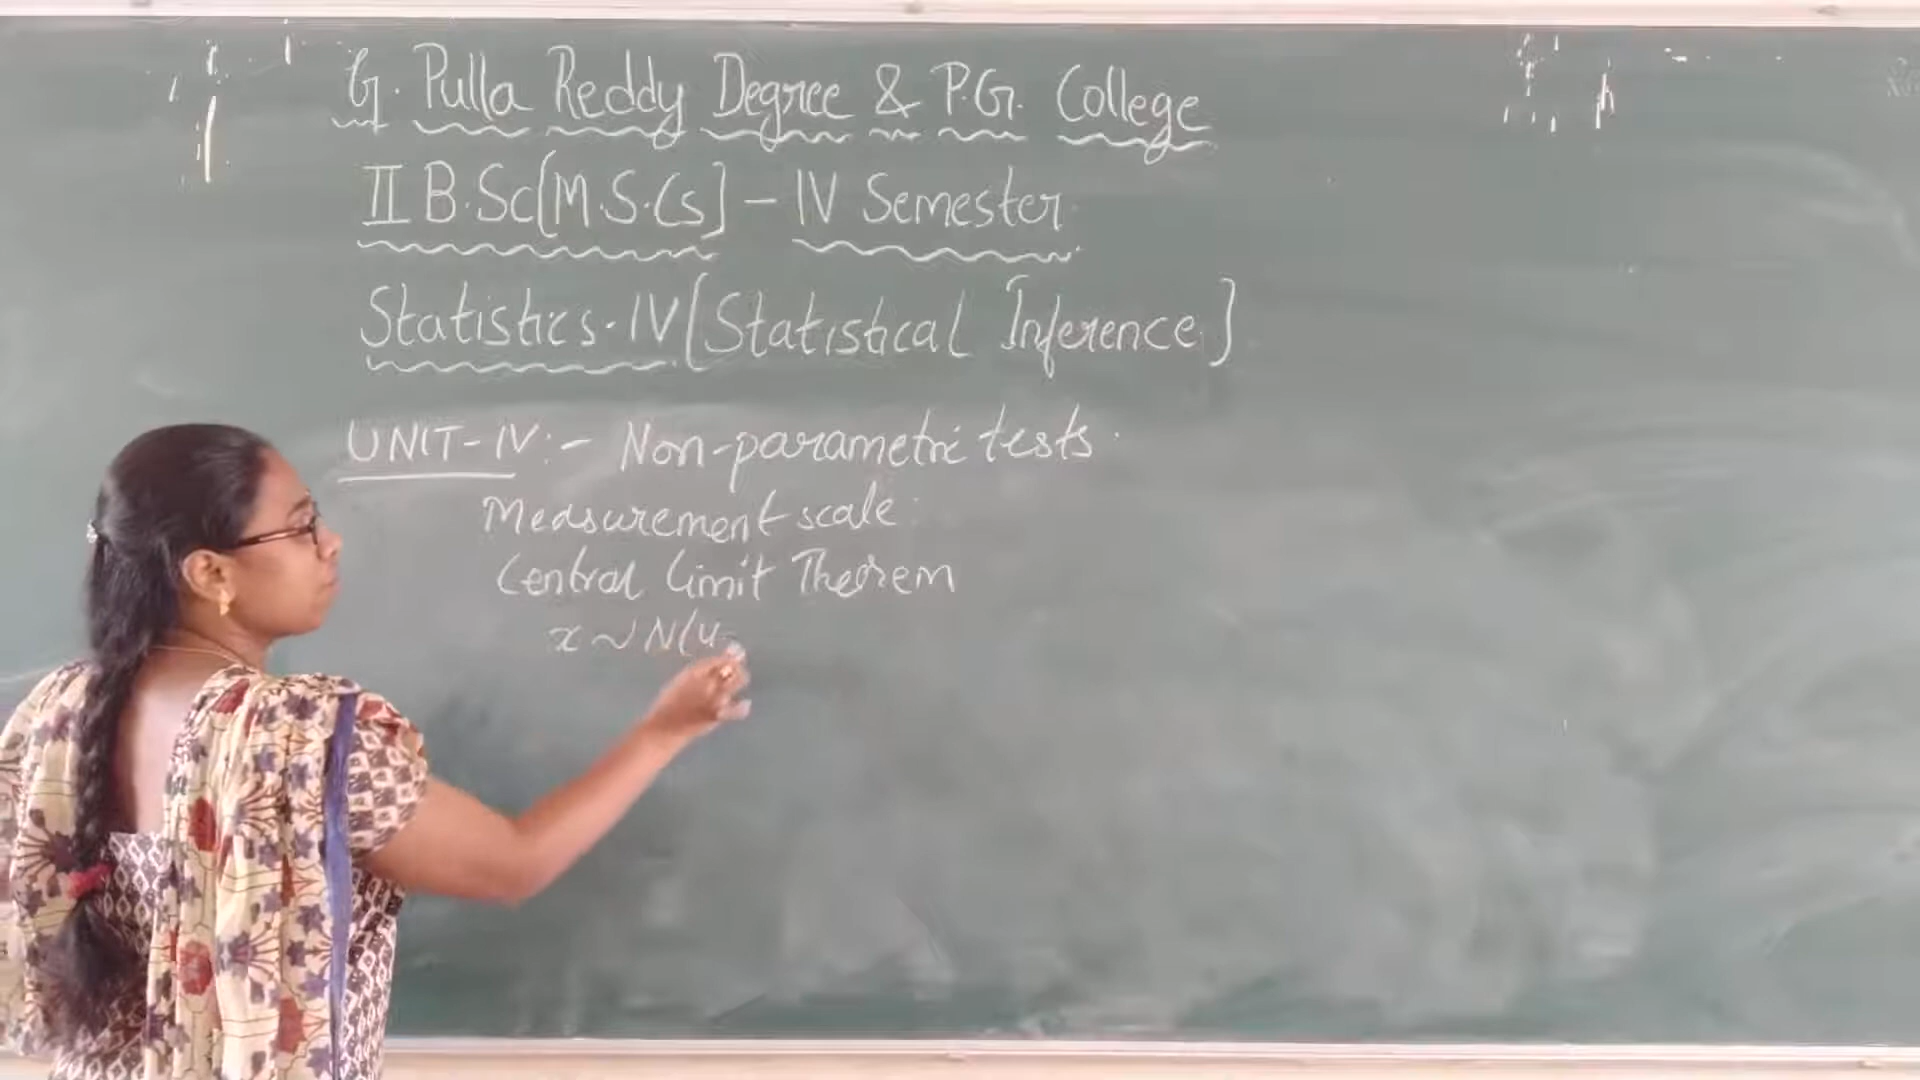 G. Pulla Reddy Degree & P.G. College
II B.Sc[M.S.Cs] - IV Semester
Statistics-IV[Statistical Inference]
UNIT-IV:- Non-parametric tests.
Measurement scale.
Central limit Theorem
x ~ N(μ